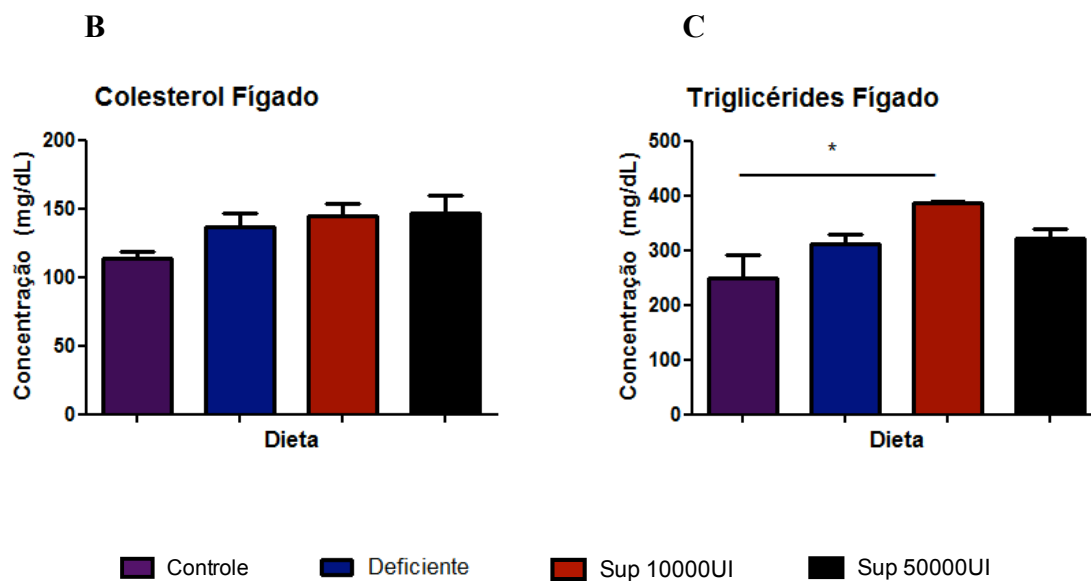 B
Colesterol Fígado
Concentração (mg/dL)
200
150
100
50
0
Dieta
C
Triglicérides Fígado
Concentração (mg/dL)
500
400
300
200
100
0
*
Dieta
Controle
Deficiente
Sup 10000UI
Sup 50000UI